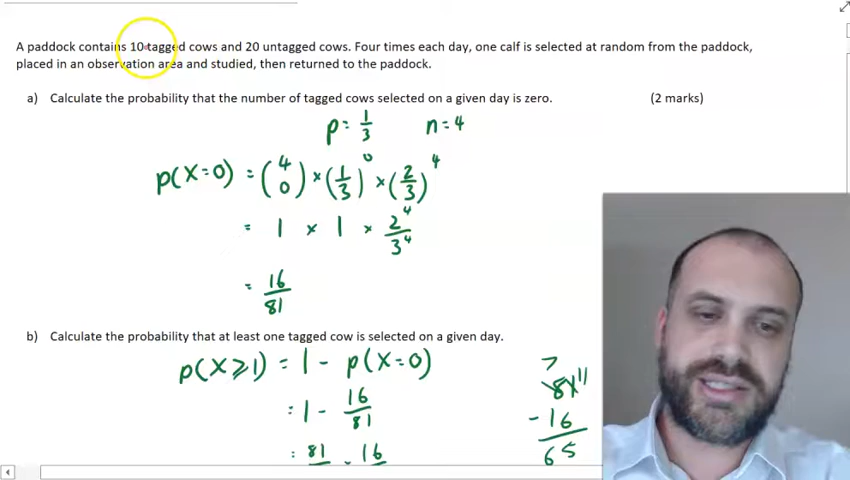 A paddock contains 10 tagged cows and 20 untagged cows. Four times each day, one calf is selected at random from the paddock,
placed in an observation area and studied, then returned to the paddock.
a) Calculate the probability that the number of tagged cows selected on a given day is zero. (2 marks)
p = 1/3 n = 4
p(X=0) = (4 0) × (1/3)^0 × (2/3)^4
= 1 × 1 × 2^4/3^4
= 16/81
b) Calculate the probability that at least one tagged cow is selected on a given day.
p(X⩾1) = 1 - p(X=0)
= 1 - 16/81
= 81 - 16
7
8X11
-16
65